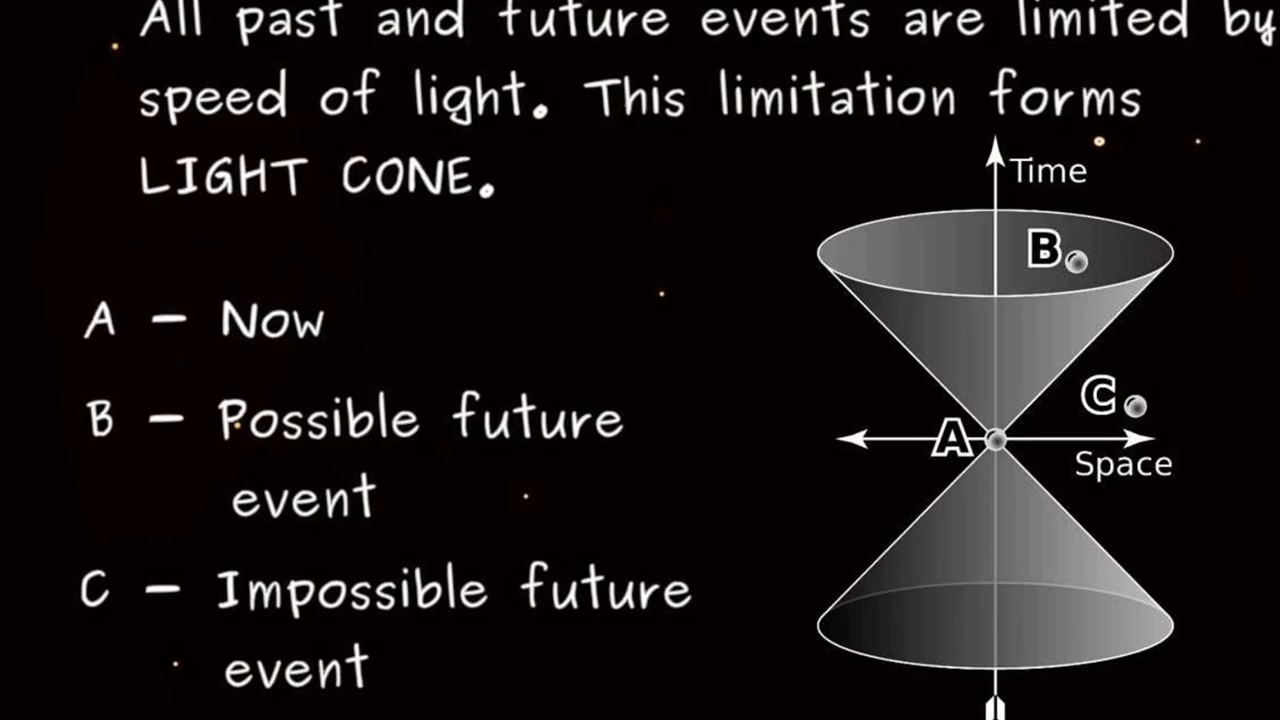 All past and future events are limited by
speed of light. This limitation forms
LIGHT CONE.
Time
B
A – Now
C
B – Possible future
A
Space
event
C – Impossible future
event